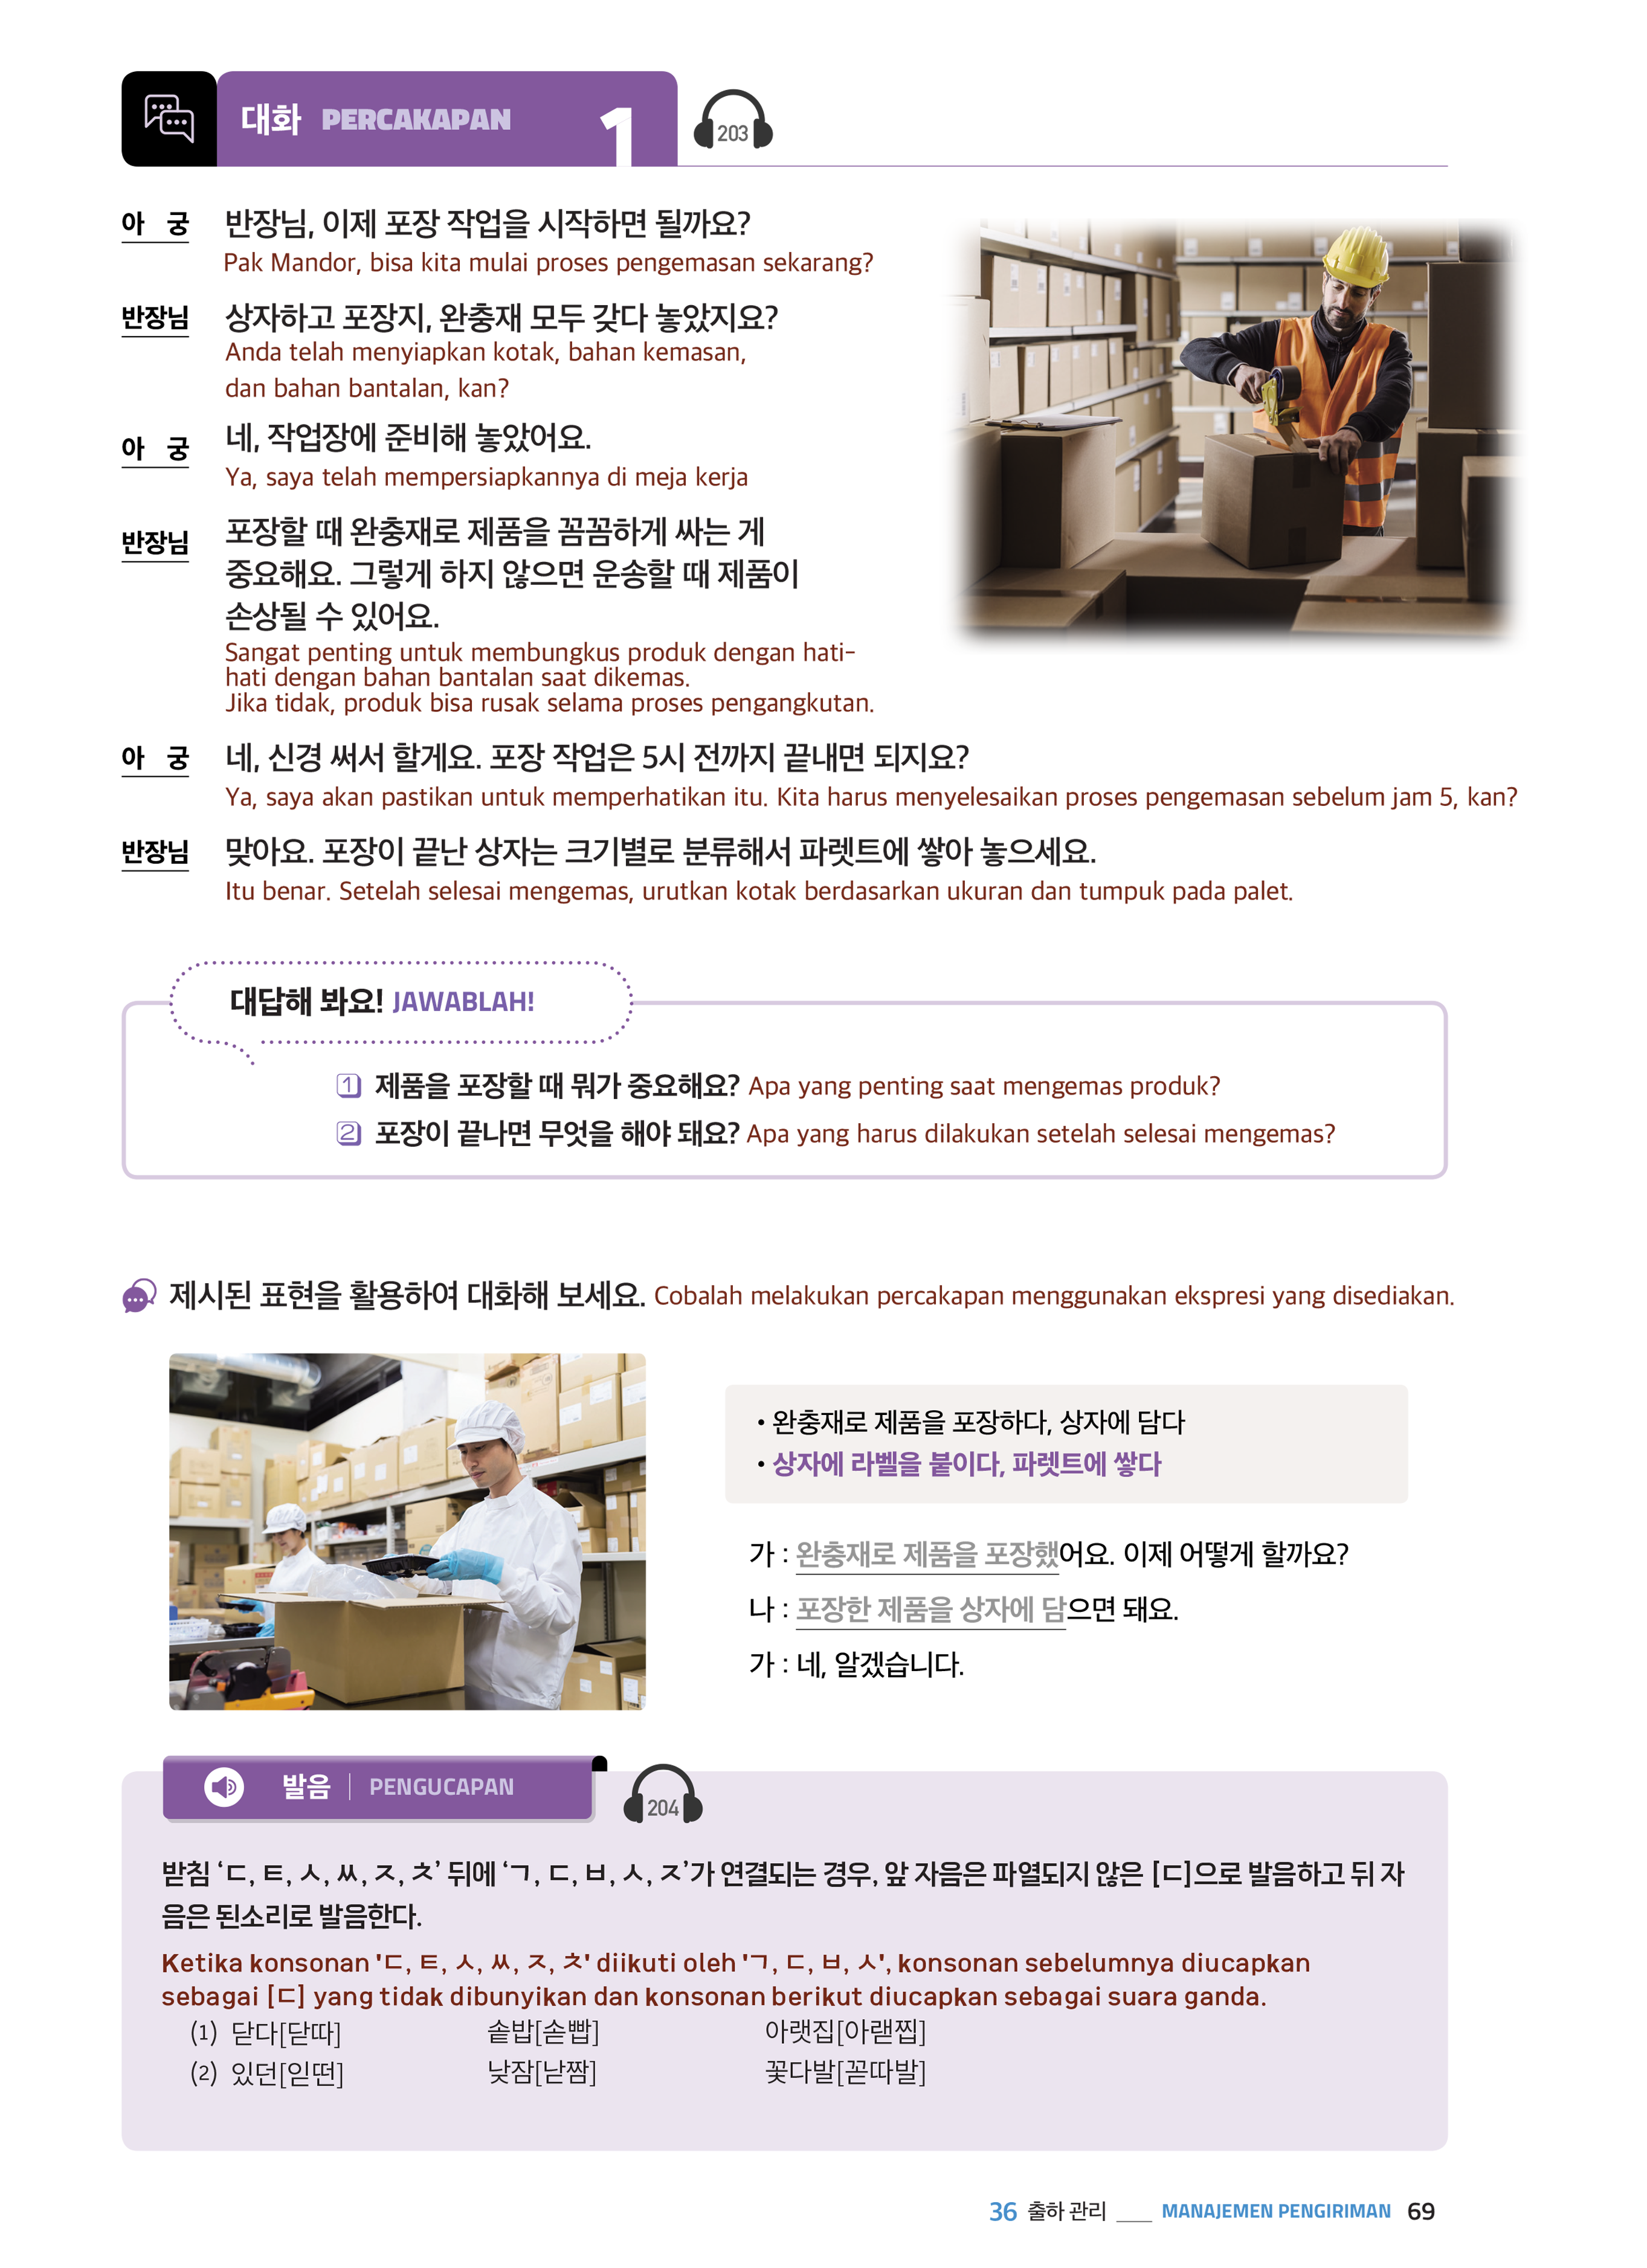 대화 PERCAKAPAN 1 203
아 궁 반장님, 이제 포장 작업을 시작하면 될까요?
Pak Mandor, bisa kita mulai proses pengemasan sekarang?
반장님 상자하고 포장지, 완충재 모두 갖다 놓았지요?
Anda telah menyiapkan kotak, bahan kemasan,
dan bahan bantalan, kan?
아 궁 네, 작업장에 준비해 놓았어요.
Ya, saya telah mempersiapkannya di meja kerja
반장님 포장할 때 완충재로 제품을 꼼꼼하게 싸는 게
중요해요. 그렇게 하지 않으면 운송할 때 제품이
손상될 수 있어요.
Sangat penting untuk membungkus produk dengan hati-
hati dengan bahan bantalan saat dikemas.
Jika tidak, produk bisa rusak selama proses pengangkutan.
아 궁 네, 신경 써서 할게요. 포장 작업은 5시 전까지 끝내면 되지요?
Ya, saya akan pastikan untuk memperhatikan itu. Kita harus menyelesaikan proses pengemasan sebelum jam 5, kan?
반장님 맞아요. 포장이 끝난 상자는 크기별로 분류해서 파렛트에 쌓아 놓으세요.
Itu benar. Setelah selesai mengemas, urutkan kotak berdasarkan ukuran dan tumpuk pada palet.
대답해 봐요! JAWABLAH!
1 제품을 포장할 때 뭐가 중요해요? Apa yang penting saat mengemas produk?
2 포장이 끝나면 무엇을 해야 돼요? Apa yang harus dilakukan setelah selesai mengemas?
제시된 표현을 활용하여 대화해 보세요. Cobalah melakukan percakapan menggunakan ekspresi yang disediakan.
• 완충재로 제품을 포장하다, 상자에 담다
• 상자에 라벨을 붙이다, 파렛트에 쌓다
가 : 완충재로 제품을 포장했어요. 이제 어떻게 할까요?
나 : 포장한 제품을 상자에 담으면 돼요.
가 : 네, 알겠습니다.
발음 | PENGUCAPAN 204
받침 ‘ㄷ, ㅌ, ㅅ, ㅆ, ㅈ, ㅊ’ 뒤에 ‘ㄱ, ㄷ, ㅂ, ㅅ, ㅈ’가 연결되는 경우, 앞 자음은 파열되지 않은 [ㄷ]으로 발음하고 뒤 자
음은 된소리로 발음한다.
Ketika konsonan 'ㄷ, ㅌ, ㅅ, ㅆ, ㅈ, ㅊ' diikuti oleh 'ㄱ, ㄷ, ㅂ, ㅅ', konsonan sebelumnya diucapkan
sebagai [ㄷ] yang tidak dibunyikan dan konsonan berikut diucapkan sebagai suara ganda.
(1) 닫다[닫따] 솥밥[솓빱] 아랫집[아랟찝]
(2) 있던[읻떤] 낮잠[낟짬] 꽃다발[꼳따발]
36 출하 관리 ___ MANAJEMEN PENGIRIMAN 69